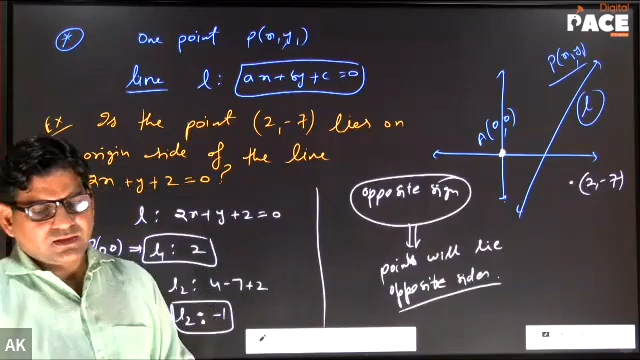 Digital
PACE
* One point P(x₁, y₁)
line l: ax+by+c=0
Ex Is the point (2,-7) lies on
origin side of the line
2x+y+2=0?
l: 2x+y+2=0
(0,0) ⇒ l₁: 2
l₂: 4-7+2
l₂: -1
opposite sign
⇓
points will lie
opposite sides.
A(0,0)
l
(2,-7)
AK